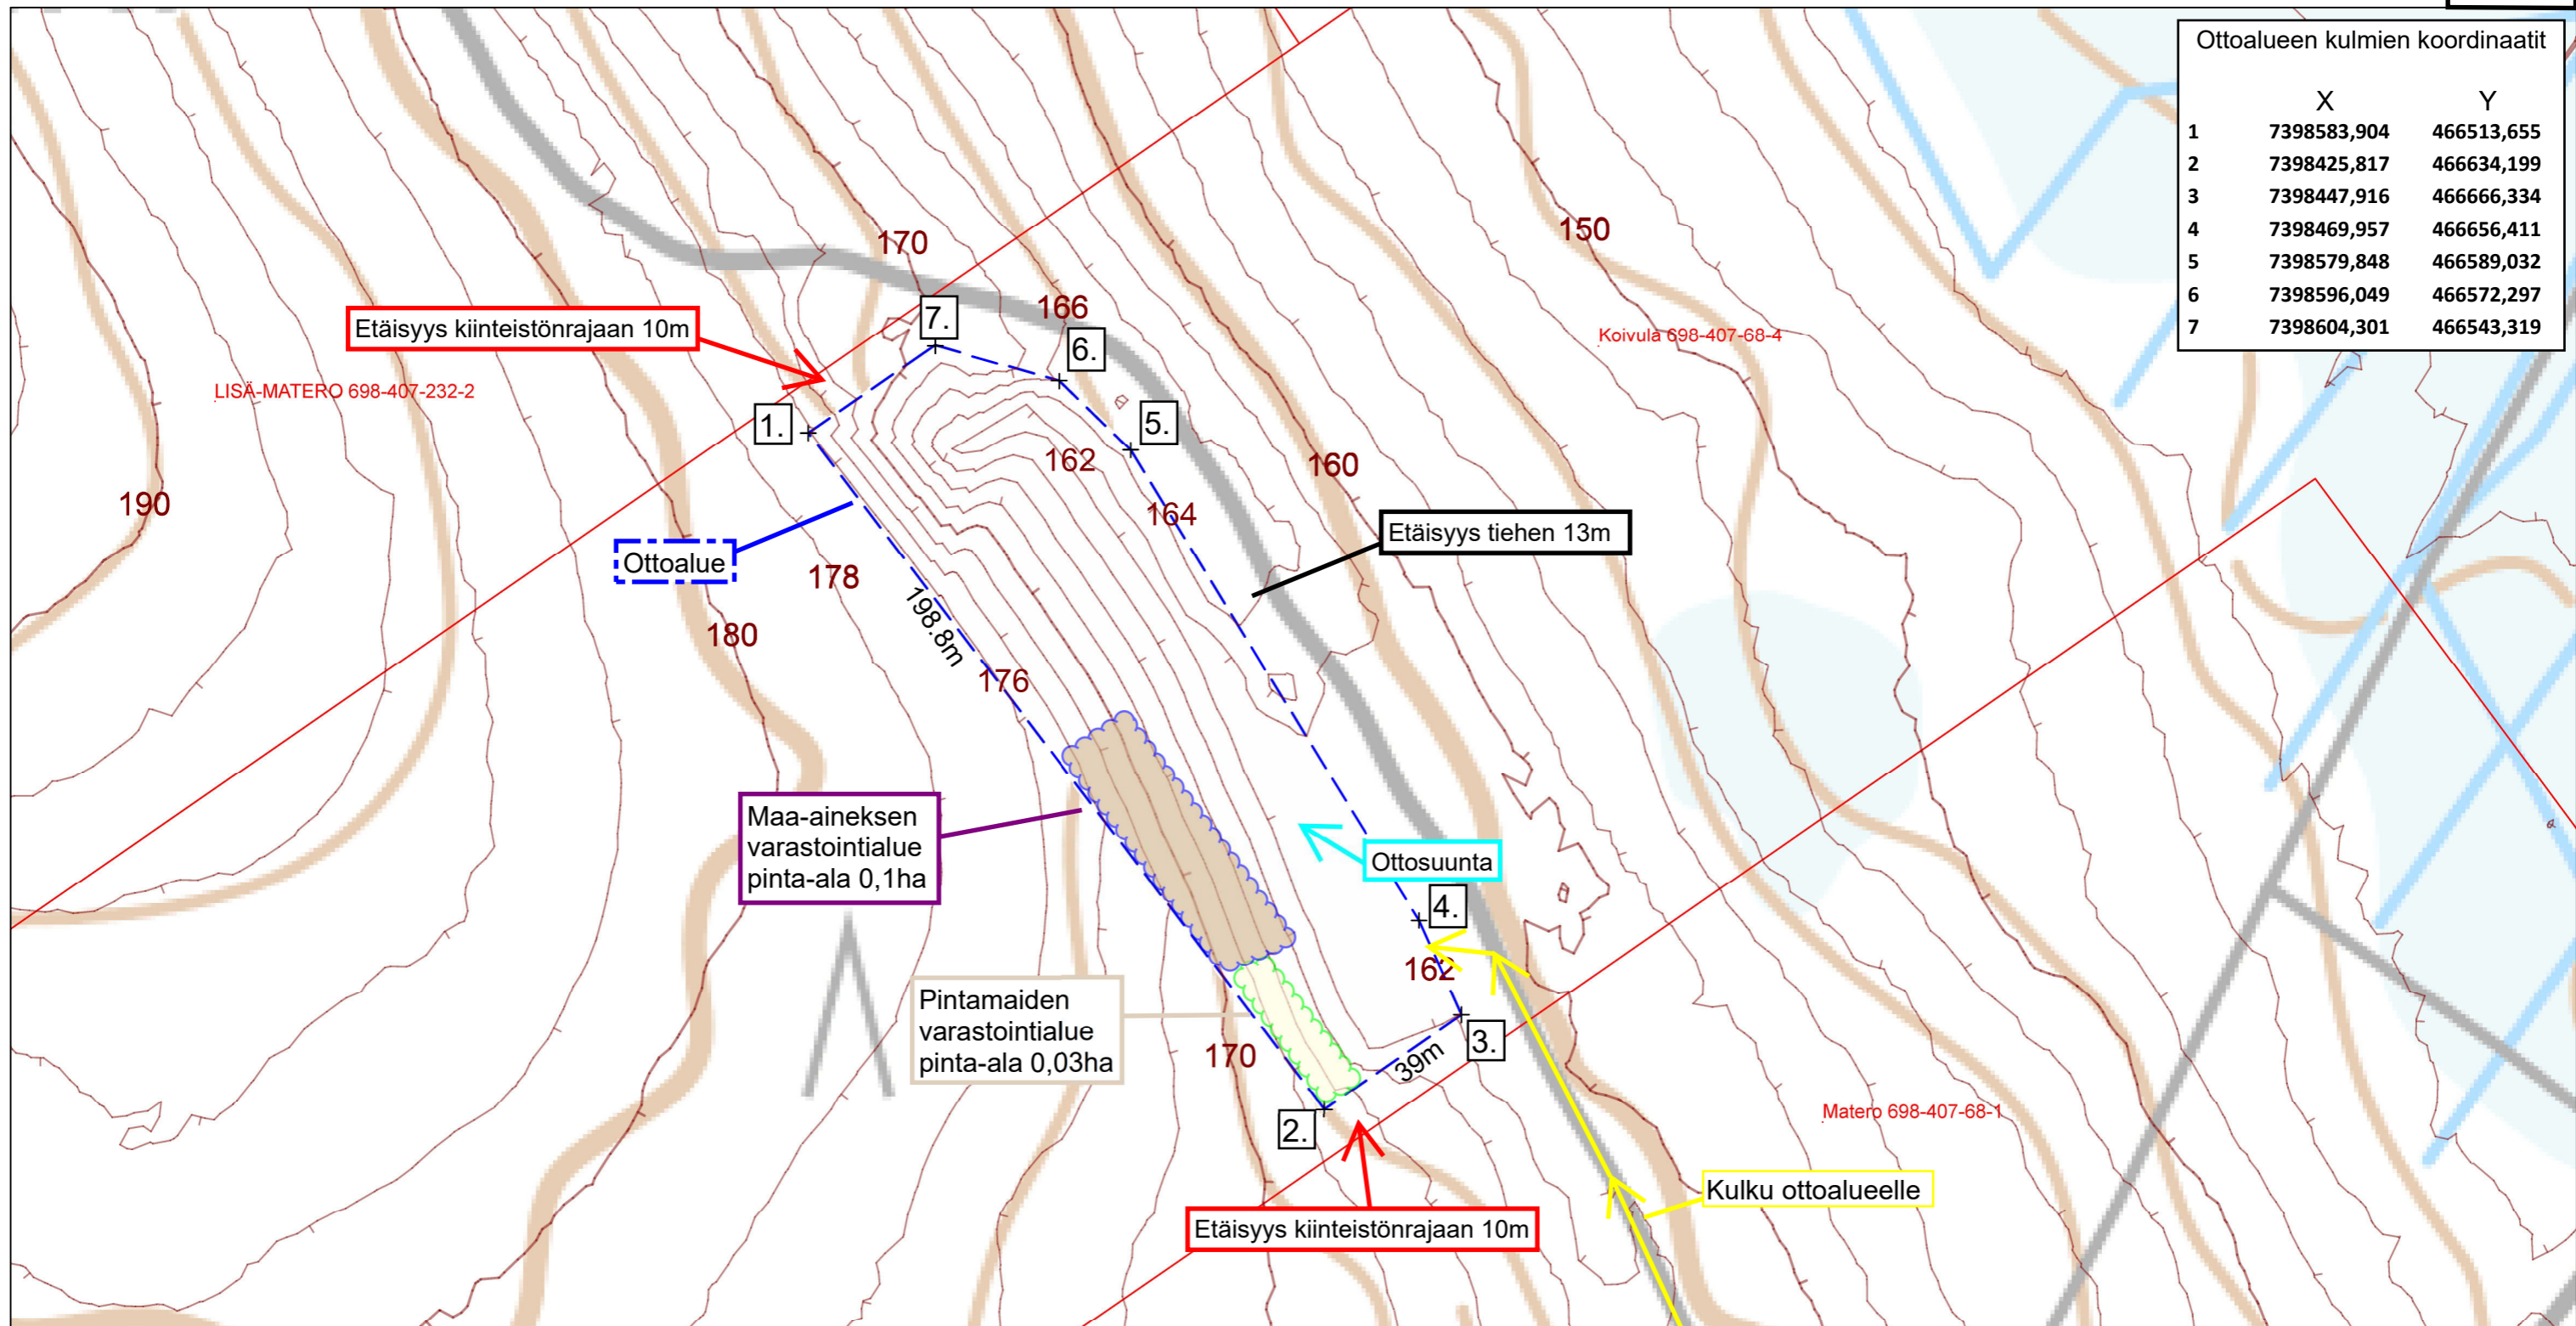 Ottoalueen kulmien koordinaatit
X Y
1 7398583,904 466513,655
2 7398425,817 466634,199
3 7398447,916 466666,334
4 7398469,957 466656,411
5 7398579,848 466589,032
6 7398596,049 466572,297
7 7398604,301 466543,319
150
170
166
7.
Etäisyys kiinteistönrajaan 10m
6.
Koivula 698-407-68-4
LISÄ-MATERO 698-407-232-2
1.
5.
162
160
190
164
Etäisyys tiehen 13m
Ottoalue
178
198.8m
180
176
Maa-aineksen
varastointialue
pinta-ala 0,1ha
Ottosuunta
4.
162
Pintamaiden
varastointialue
pinta-ala 0,03ha
3.
170
39m
2.
Matero 698-407-68-1
Kulku ottoalueelle
Etäisyys kiinteistönrajaan 10m